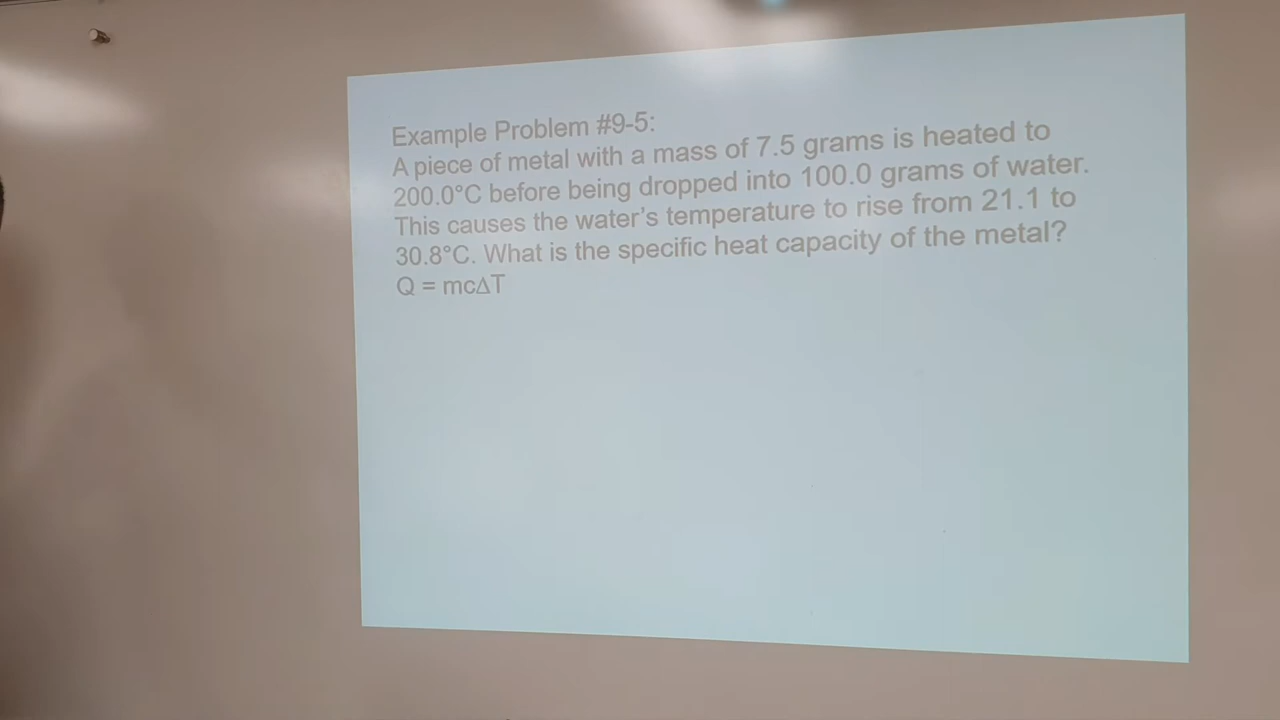 Example Problem #9-5:
A piece of metal with a mass of 7.5 grams is heated to
200.0°C before being dropped into 100.0 grams of water.
This causes the water's temperature to rise from 21.1 to
30.8°C. What is the specific heat capacity of the metal?
Q = mc∆T